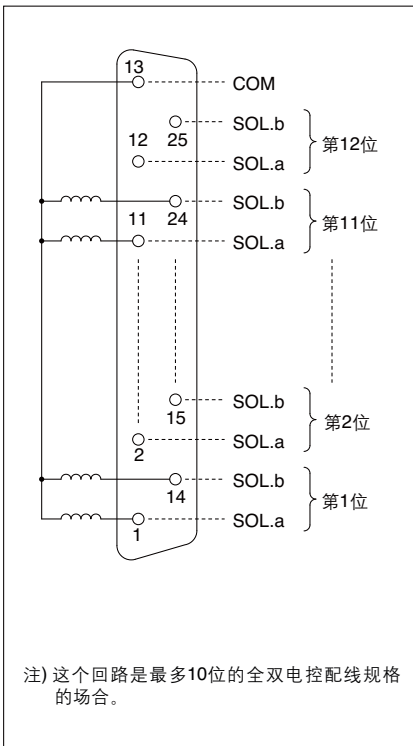 13 COM
25 SOL.b
12 SOL.a
第12位
24 SOL.b
11 SOL.a
第11位
15 SOL.b
2 SOL.a
第2位
14 SOL.b
1 SOL.a
第1位
注) 这个回路是最多10位的全双电控配线规格
的场合。